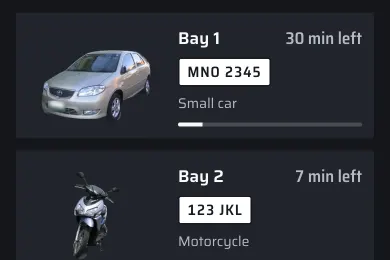 Bay 1
30 min left
MNO 2345
Small car
Bay 2
7 min left
123 JKL
Motorcycle